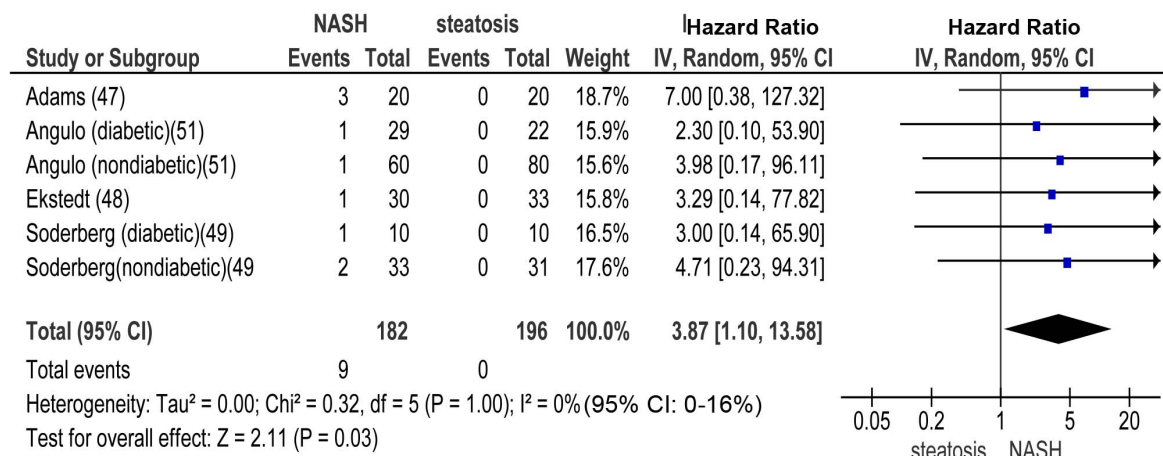 NASH steatosis Hazard Ratio Hazard Ratio
Study or Subgroup Events Total Events Total Weight IV, Random, 95% CI IV, Random, 95% CI
Adams (47) 3 20 0 20 18.7% 7.00 [0.38, 127.32]
Angulo (diabetic)(51) 1 29 0 22 15.9% 2.30 [0.10, 53.90]
Angulo (nondiabetic)(51) 1 60 0 80 15.6% 3.98 [0.17, 96.11]
Ekstedt (48) 1 30 0 33 15.8% 3.29 [0.14, 77.82]
Soderberg (diabetic)(49) 1 10 0 10 16.5% 3.00 [0.14, 65.90]
Soderberg(nondiabetic)(49 2 33 0 31 17.6% 4.71 [0.23, 94.31]
Total (95% CI) 182 196 100.0% 3.87 [1.10, 13.58]
Total events 9 0
Heterogeneity: Tau² = 0.00; Chi² = 0.32, df = 5 (P = 1.00); I² = 0% (95% CI: 0-16%)
Test for overall effect: Z = 2.11 (P = 0.03)
0.05 0.2 1 5 20
steatosis NASH